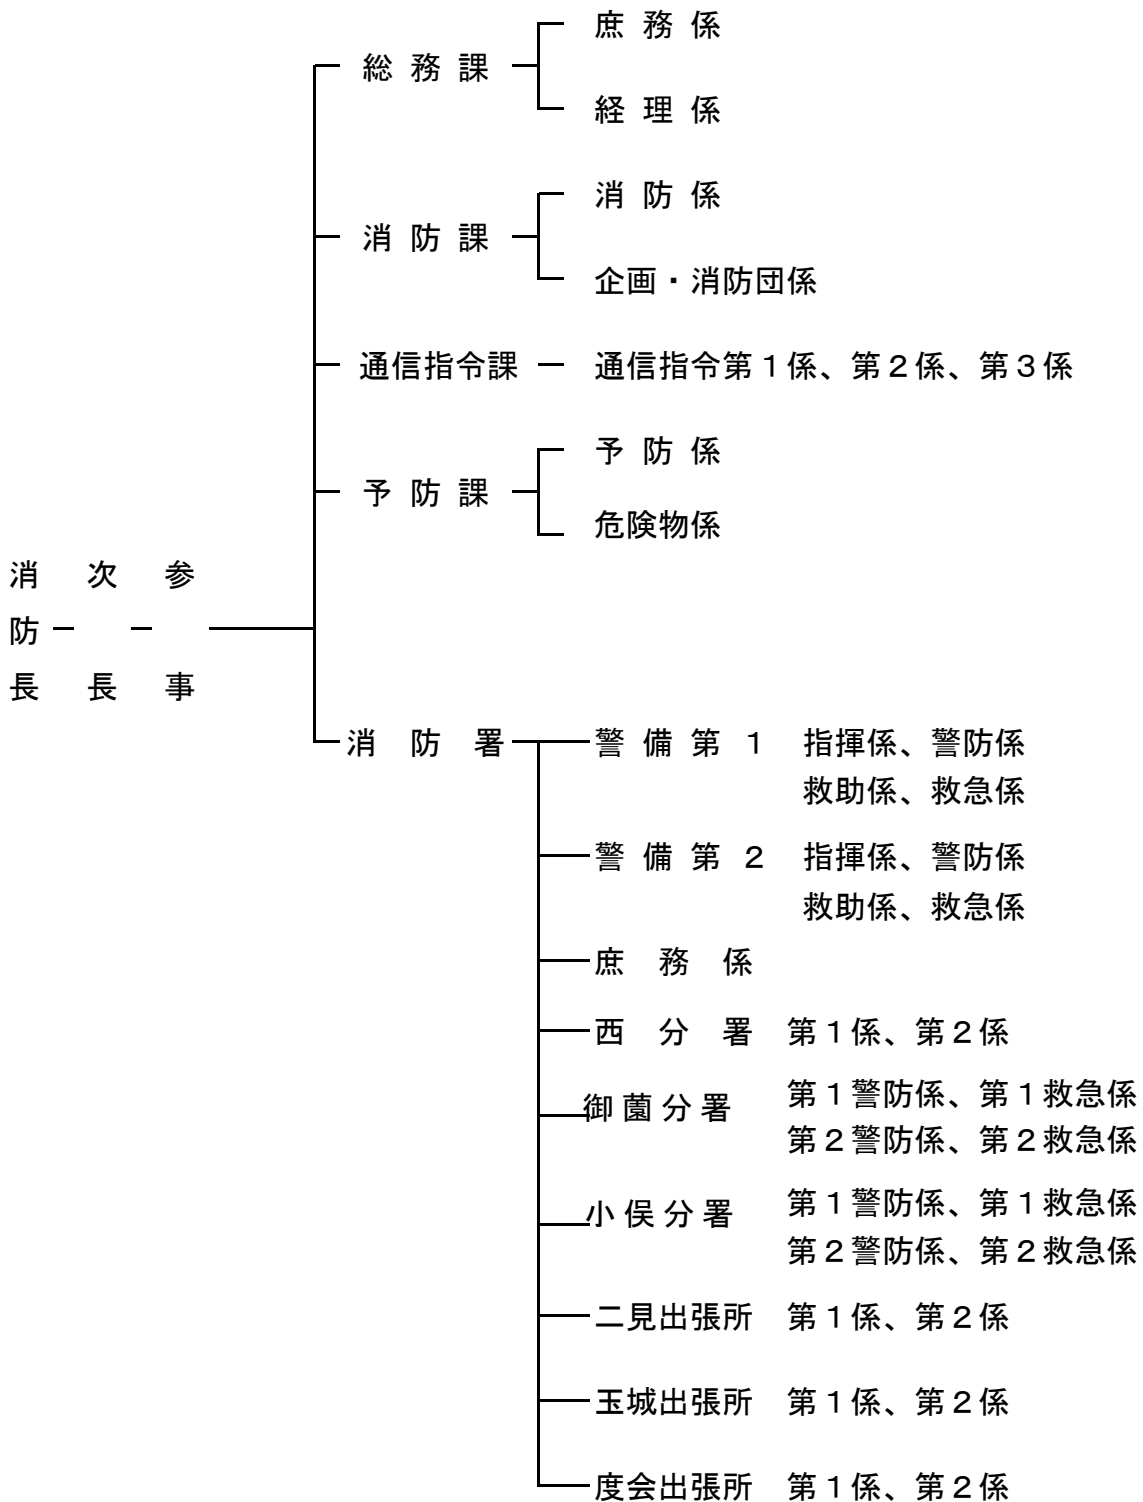 庶務係
総務課
経理係
消防係
消防課
企画・消防団係
通信指令課 通信指令第１係、第２係、第３係
予防係
予防課
危険物係
消防長
次長
参事
消防署 警備第１ 指揮係、警防係
救助係、救急係
警備第２ 指揮係、警防係
救助係、救急係
庶務係
西分署 第１係、第２係
御薗分署 第１警防係、第１救急係
第２警防係、第２救急係
小俣分署 第１警防係、第１救急係
第２警防係、第２救急係
二見出張所 第１係、第２係
玉城出張所 第１係、第２係
度会出張所 第１係、第２係